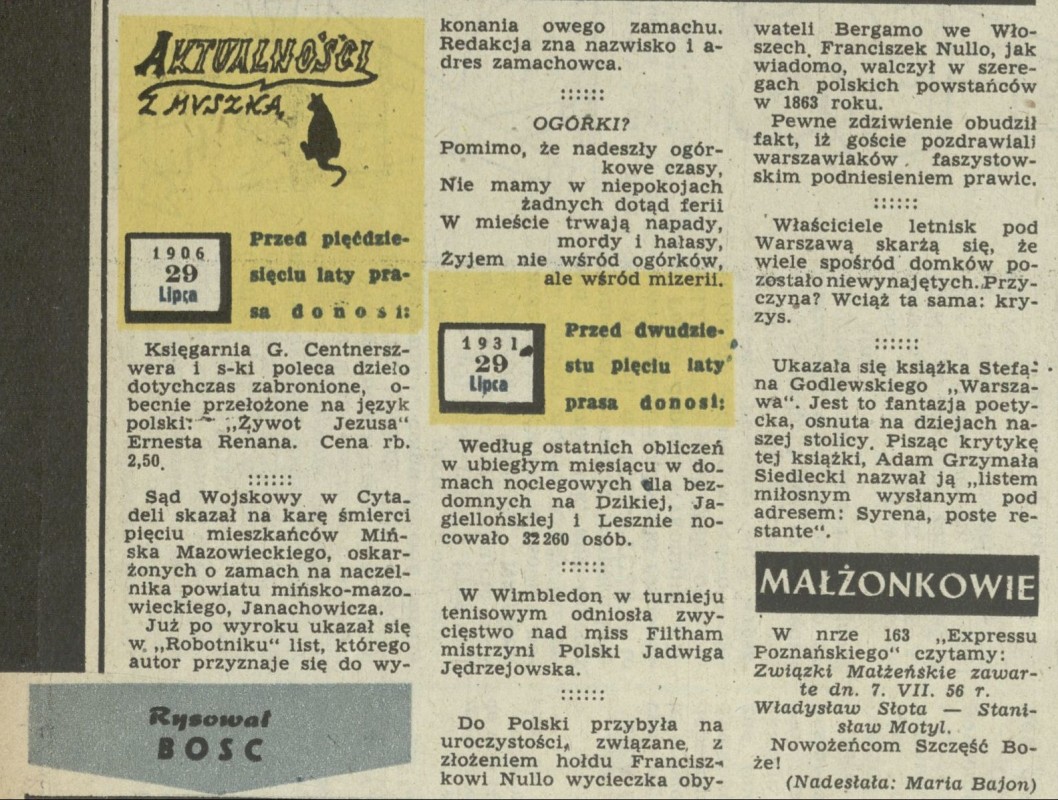 AKTUALNOŚCI
Z MYSZKĄ
1906
29
Lipca
Przed pięćdzie-
sięciu laty pra-
sa donosi:
Księgarnia G. Centnersz-
wera i s-ki poleca dzieło
dotychczas zabronione, o-
becnie przełożone na język
polski: — „Żywot Jezusa“
Ernesta Renana. Cena rb.
2,50.
::::::
Sąd Wojskowy w Cyta-
deli skazał na karę śmierci
pięciu mieszkańców Miń-
ska Mazowieckiego, oskar-
żonych o zamach na naczel-
nika powiatu mińsko-mazo-
wieckiego, Janachowicza.
Już po wyroku ukazał się
w „Robotniku“ list, którego
autor przyznaje się do wy-
Rysował
BOSC
konania owego zamachu.
Redakcja zna nazwisko i a-
dres zamachowca.
::::::
OGÓRKI?
Pomimo, że nadeszły ogór-
kowe czasy,
Nie mamy w niepokojach
żadnych dotąd ferii
W mieście trwają napady,
mordy i hałasy,
Żyjem nie wśród ogórków,
ale wśród mizerii.
1931
29
Lipca
Przed dwudzie-
stu pięciu laty
prasa donosi:
Według ostatnich obliczeń
w ubiegłym miesiącu w do-
mach noclegowych dla bez-
domnych na Dzikiej, Ja-
giellońskiej i Lesznie no-
cowało 32 260 osób.
::::::
W Wimbledon w turnieju
tenisowym odniosła zwy-
cięstwo nad miss Filtham
mistrzyni Polski Jadwiga
Jędrzejowska.
::::::
Do Polski przybyła na
uroczystości, związane z
złożeniem hołdu Francisz-
kowi Nullo wycieczka oby-
wateli Bergamo we Wło-
szech. Franciszek Nullo, jak
wiadomo, walczył w szere-
gach polskich powstańców
w 1863 roku.
Pewne zdziwienie obudził
fakt, iż goście pozdrawiali
warszawiaków faszystow-
skim podniesieniem prawic.
::::::
Właściciele letnisk pod
Warszawą skarżą się, że
wiele spośród domków po-
zostało niewynajętych. Przy-
czyna? Wciąż ta sama: kry-
zys.
::::::
Ukazała się książka Stefa-
na Godlewskiego „Warsza-
wa“. Jest to fantazja poety-
cka, osnuta na dziejach na-
szej stolicy. Pisząc krytykę
tej książki, Adam Grzymała
Siedlecki nazwał ją „listem
miłosnym wysłanym pod
adresem: Syrena, poste re-
stante“.
MAŁŻONKOWIE
W nrze 163 „Expressu
Poznańskiego“ czytamy:
Związki Małżeńskie zawar-
te dn. 7. VII. 56 r.
Władysław Słota — Stani-
sław Motyl.
Nowożeńcom Szczęść Bo-
że!
(Nadesłała: Maria Bajon)